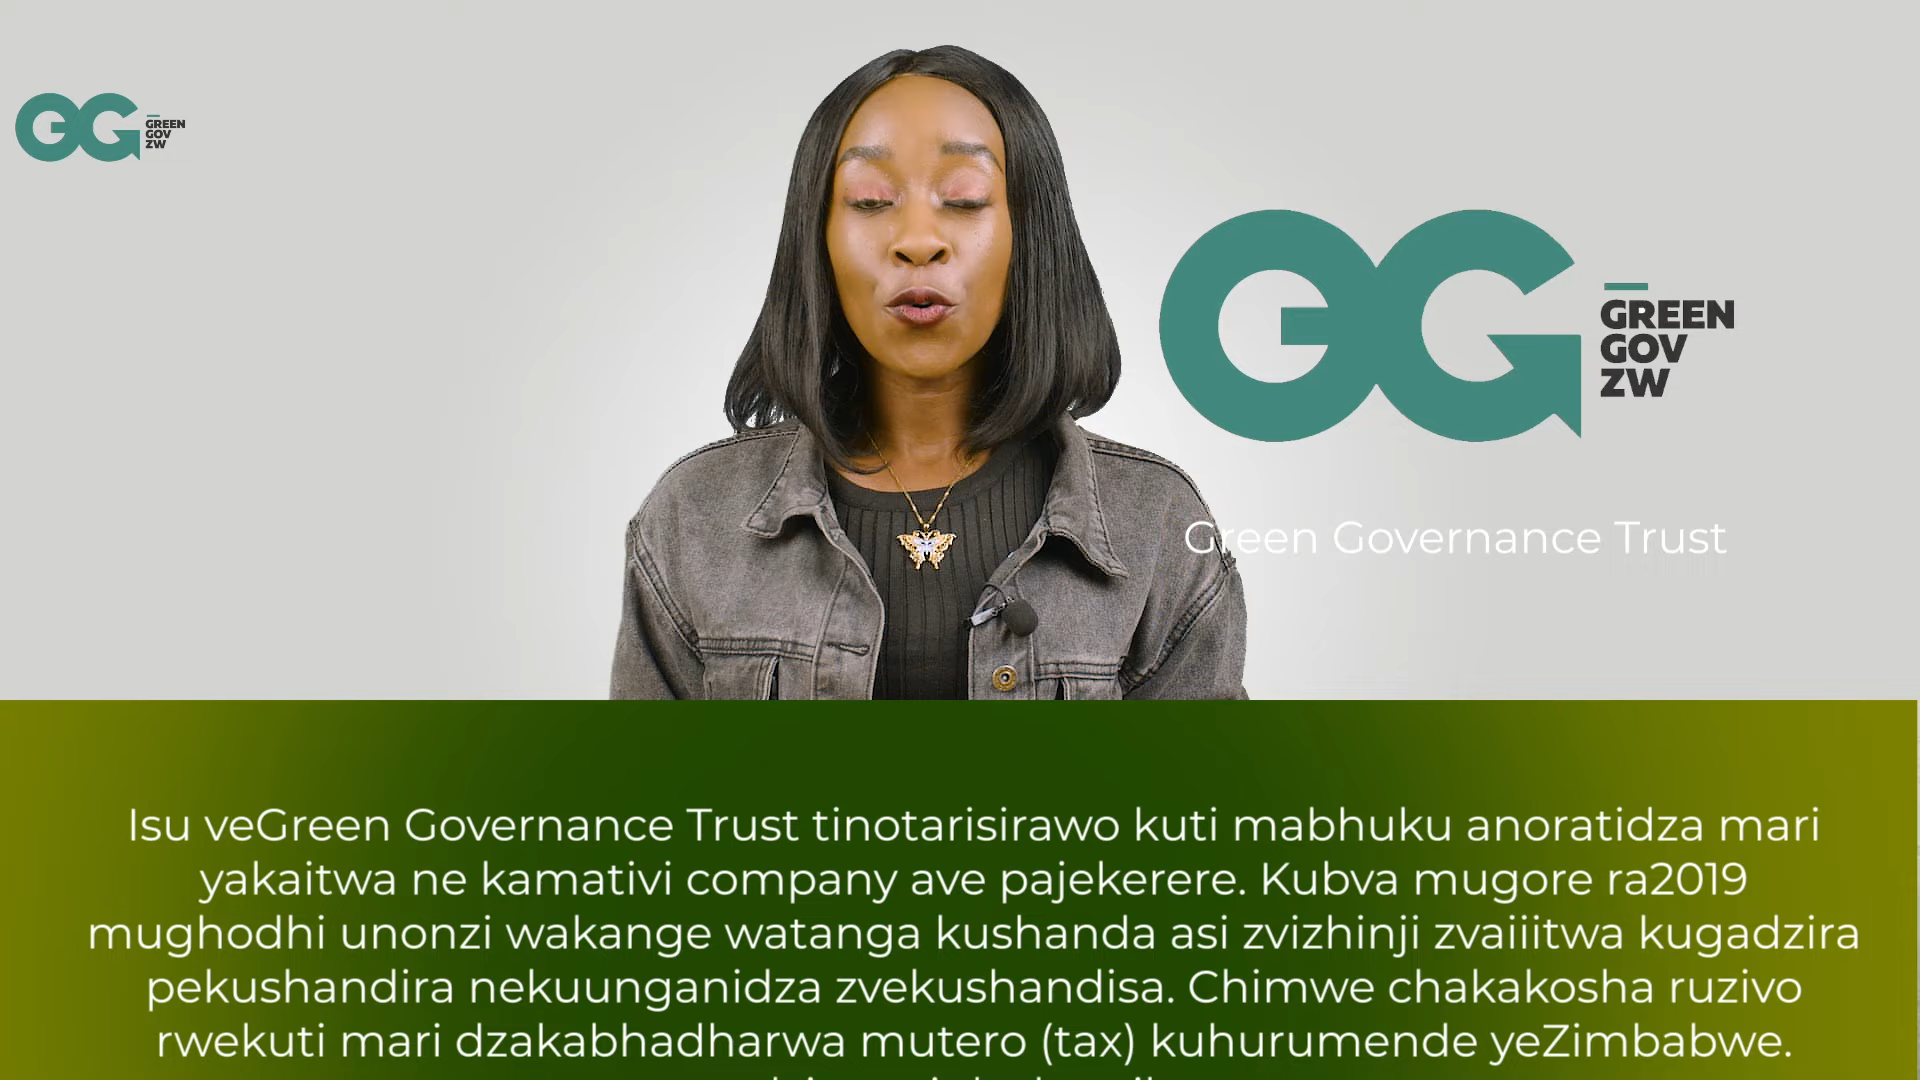 GREEN
GOV
ZW
GREEN
GOV
ZW
Green Governance Trust
Isu veGreen Governance Trust tinotarisirawo kuti mabhuku anoratidza mari
yakaitwa ne kamativi company ave pajekerere. Kubva mugore ra2019
mughodhi unonzi wakange watanga kushanda asi zvizhinji zvaiiitwa kugadzira
pekushandira nekuunganidza zvekushandisa. Chimwe chakakosha ruzivo
rwekuti mari dzakabhadharwa mutero (tax) kuhurumende yeZimbabwe.